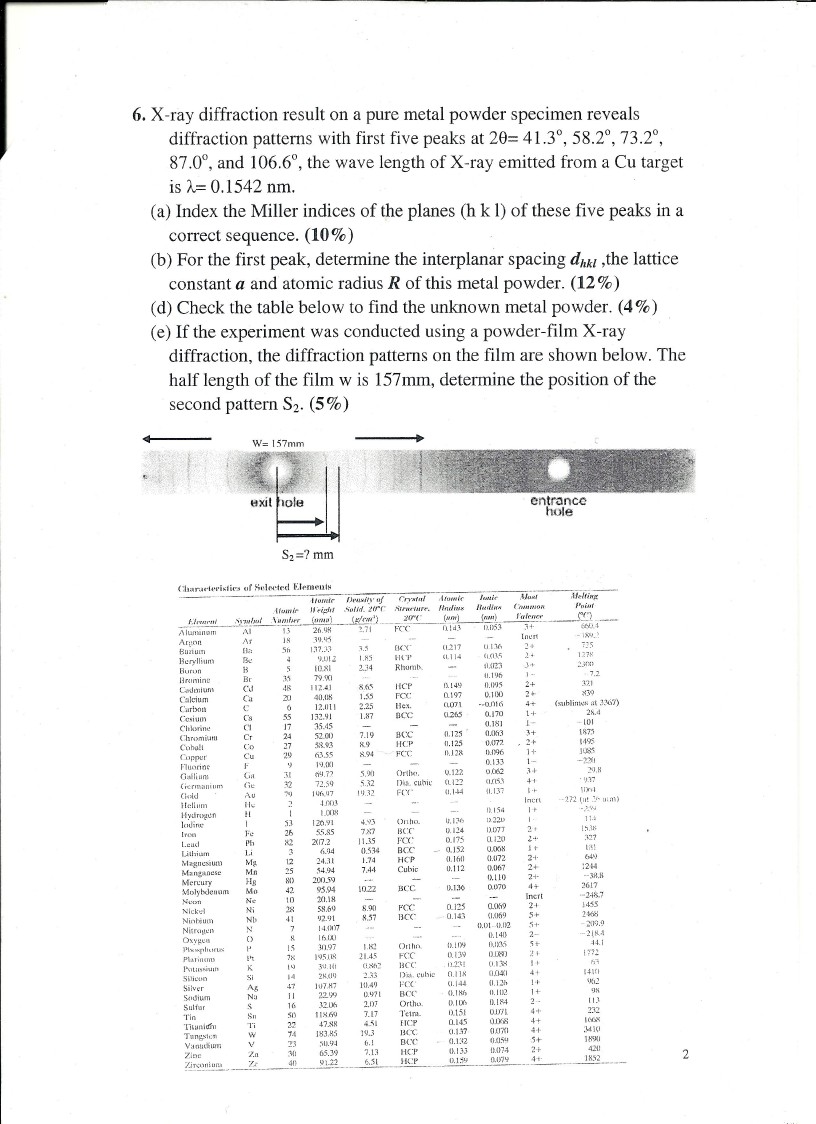 6. X-ray diffraction result on a pure metal powder specimen reveals
diffraction patterns with first five peaks at 2θ= 41.3°, 58.2°, 73.2°,
87.0°, and 106.6°, the wave length of X-ray emitted from a Cu target
is λ= 0.1542 nm.
(a) Index the Miller indices of the planes (h k l) of these five peaks in a
correct sequence. (10%)
(b) For the first peak, determine the interplanar spacing dhkl ,the lattice
constant a and atomic radius R of this metal powder. (12%)
(d) Check the table below to find the unknown metal powder. (4%)
(e) If the experiment was conducted using a powder-film X-ray
diffraction, the diffraction patterns on the film are shown below. The
half length of the film w is 157mm, determine the position of the
second pattern S₂. (5%)
W= 157mm
exit hole
entrance
hole
S₂=? mm
Characteristics of Selected Elements
Element Symbol Atomic Number Atomic Weight (amu) Density of Solid, 20°C (g/cm³) Crystal Structure, 20°C Atomic Radius (nm) Ionic Radius (nm) Most Common Valence Melting Point (°C)
Aluminum Al 13 26.98 2.71 FCC 0.143 0.053 3+ 660.4
Argon Ar 18 39.95 — — — — Inert
Barium Ba 56 137.33 3.5 BCC 0.217 0.136 2+ 725
Beryllium Be 4 9.012 1.85 HCP 0.114 0.035 2+ 1278
Boron B 5 10.81 2.34 Rhomb. — 0.023 3+ 2300
Bromine Br 35 79.90 — — — 0.196 1− −7.2
Cadmium Cd 48 112.41 8.65 HCP 0.149 0.095 2+ 321
Calcium Ca 20 40.08 1.55 FCC 0.197 0.100 2+ 839
Carbon C 6 12.011 2.25 Hex. 0.071 ~0.016 4+ (sublimes at 3367)
Cesium Cs 55 132.91 1.87 BCC 0.265 0.170 1+ 28.4
Chlorine Cl 17 35.45 — — — 0.181 1− −101
Chromium Cr 24 52.00 7.19 BCC 0.125 0.063 3+ 1875
Cobalt Co 27 58.93 8.9 HCP 0.125 0.072 2+ 1495
Copper Cu 29 63.55 8.94 FCC 0.128 0.096 1+ 1085
Fluorine F 9 19.00 — — — 0.133 1− −220
Gallium Ga 31 69.72 5.90 Ortho. 0.122 0.062 3+ 29.8
Germanium Ge 32 72.59 5.32 Dia. cubic 0.122 0.053 4+ 937
Gold Au 79 196.97 19.32 FCC 0.144 0.137 1+ 1064
Helium He 2 4.003 — — — — Inert
Hydrogen H 1 1.008 — — — 0.154 1+ −259
Iodine I 53 126.91 4.93 Ortho. 0.136 0.220 1− 114
Iron Fe 26 55.85 7.87 BCC 0.124 0.077 2+ 1538
Lead Pb 82 207.2 11.35 FCC 0.175 0.120 2+ 327
Lithium Li 3 6.94 0.534 BCC 0.152 0.068 1+ 181
Magnesium Mg 12 24.31 1.74 HCP 0.160 0.072 2+ 649
Manganese Mn 25 54.94 7.44 Cubic 0.112 0.067 2+ 1244
Mercury Hg 80 200.59 — — — 0.110 2+ −38.8
Molybdenum Mo 42 95.94 10.22 BCC 0.136 0.070 4+ 2617
Neon Ne 10 20.18 — — — — Inert −248.7
Nickel Ni 28 58.69 8.90 FCC 0.125 0.069 2+ 1455
Niobium Nb 41 92.91 8.57 BCC 0.143 0.069 5+ 2468
Nitrogen N 7 14.007 — — — 0.01–0.02 5+ −209.9
Oxygen O 8 16.00 — — — 0.140 2− −218.4
Phosphorus P 15 30.97 1.82 Ortho. 0.109 0.035 5+ 44.1
Platinum Pt 78 195.08 21.45 FCC 0.139 0.080 2+ 1772
Potassium K 19 39.10 0.862 BCC 0.231 0.138 1+ 63
Silicon Si 14 28.09 2.33 Dia. cubic 0.118 0.040 4+ 1410
Silver Ag 47 107.87 10.49 FCC 0.144 0.126 1+ 962
Sodium Na 11 22.99 0.971 BCC 0.186 0.102 1+ 98
Sulfur S 16 32.06 2.07 Ortho. 0.106 0.184 2− 113
Tin Sn 50 118.69 7.17 Tetra. 0.151 0.071 4+ 232
Titanium Ti 22 47.88 4.51 HCP 0.145 0.068 4+ 1668
Tungsten W 74 183.85 19.3 BCC 0.137 0.070 4+ 3410
Vanadium V 23 50.94 6.1 BCC 0.132 0.059 5+ 1890
Zinc Zn 30 65.39 7.13 HCP 0.133 0.074 2+ 420
Zirconium Zr 40 91.22 6.51 HCP 0.159 0.079 4+ 1852
2